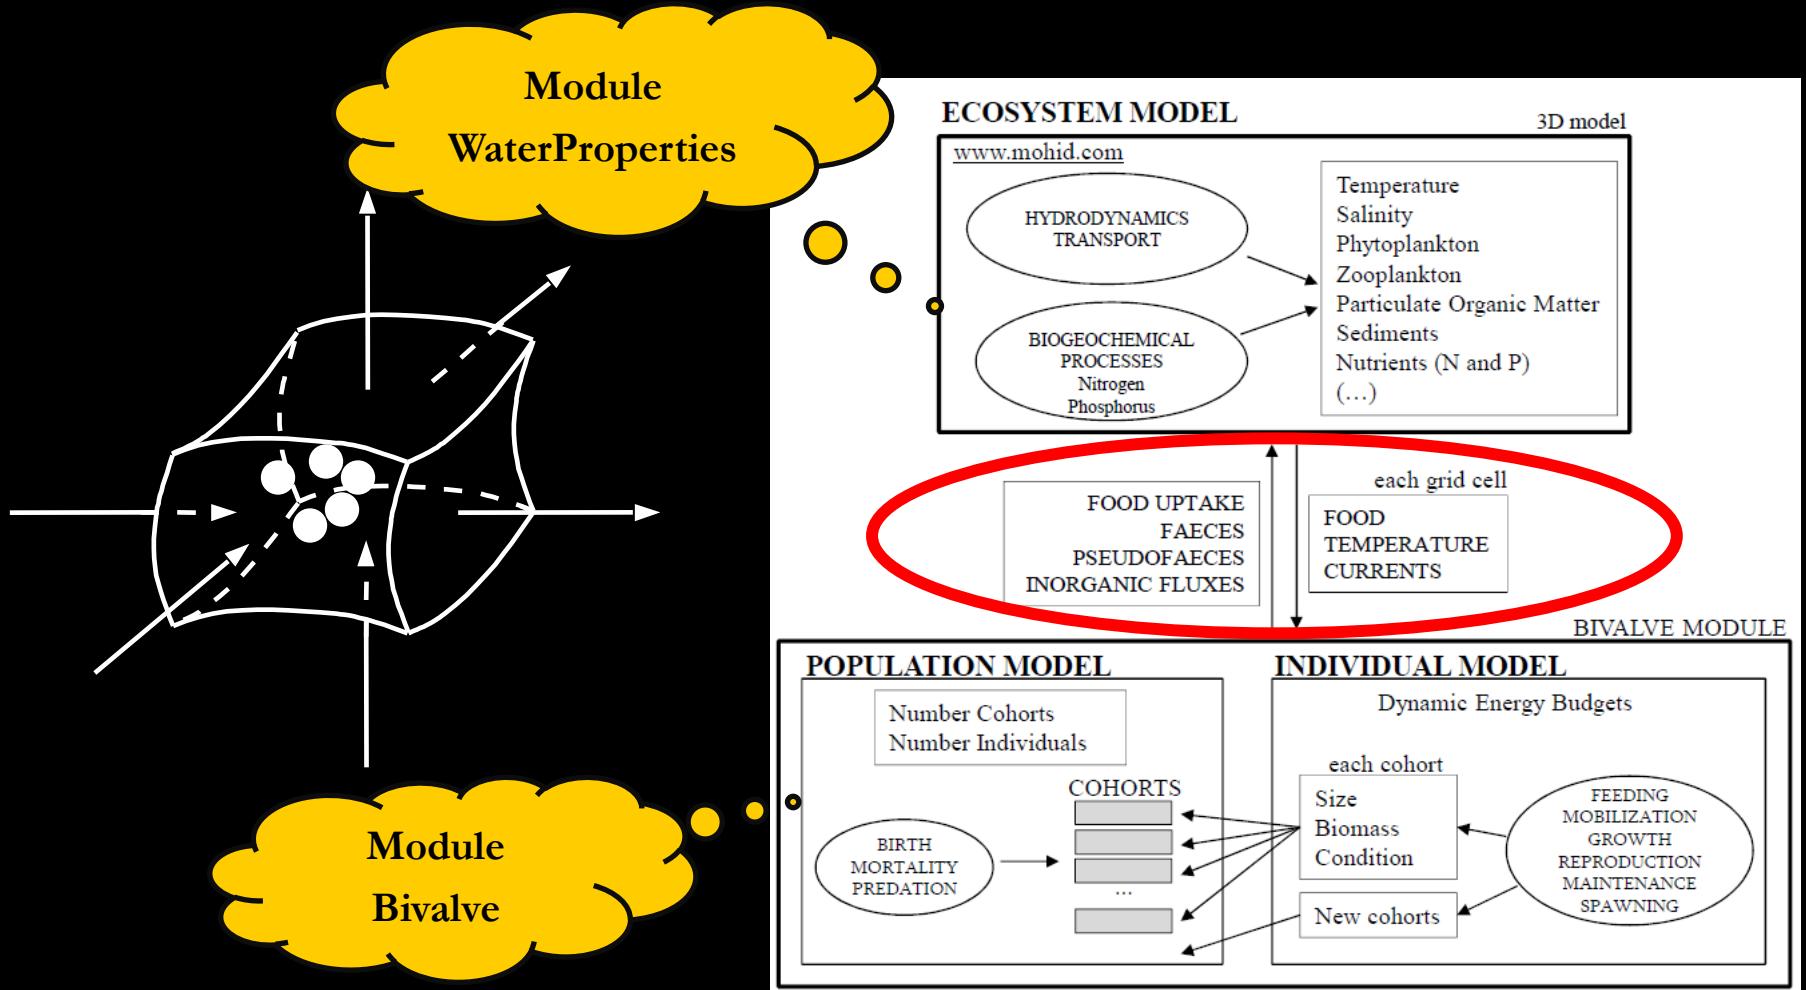 Module
WaterProperties
ECOSYSTEM MODEL
3D model
www.mohid.com
HYDRODYNAMICS
TRANSPORT
BIOGEOCHEMICAL
PROCESSES
Nitrogen
Phosphorus
Temperature
Salinity
Phytoplankton
Zooplankton
Particulate Organic Matter
Sediments
Nutrients (N and P)
(...)
FOOD UPTAKE
FAECES
PSEUDOFAECES
INORGANIC FLUXES
each grid cell
FOOD
TEMPERATURE
CURRENTS
BIVALVE MODULE
POPULATION MODEL
Number Cohorts
Number Individuals
COHORTS
...
BIRTH
MORTALITY
PREDATION
INDIVIDUAL MODEL
Dynamic Energy Budgets
each cohort
Size
Biomass
Condition
New cohorts
FEEDING
MOBILIZATION
GROWTH
REPRODUCTION
MAINTENANCE
SPAWNING
Module
Bivalve